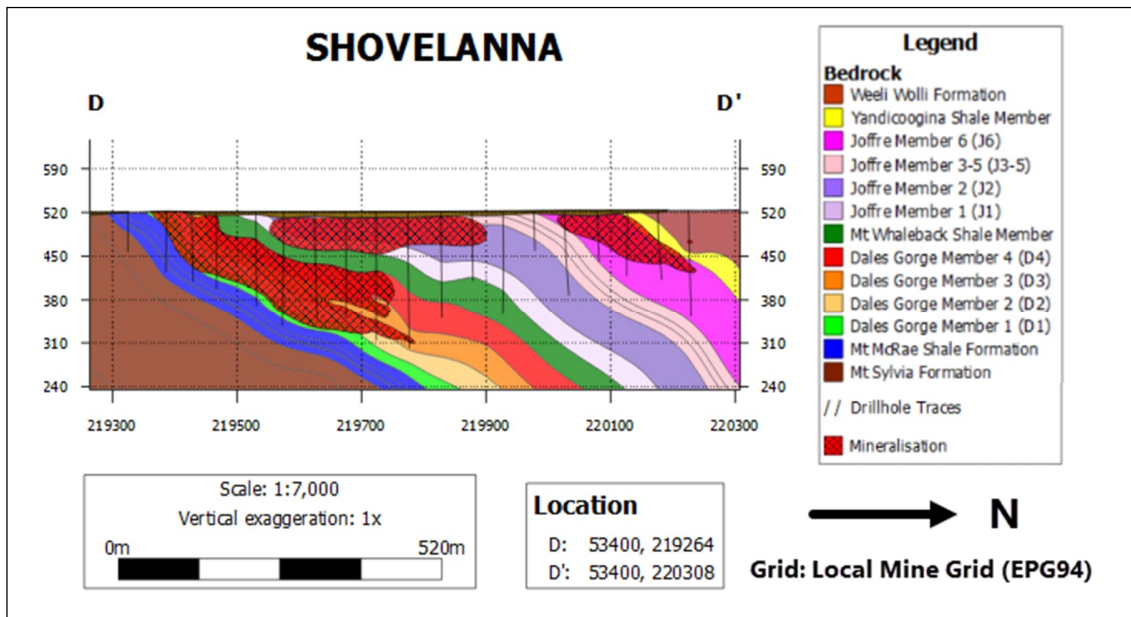 SHOVELANNA
D
D'
590
520
450
380
310
240
590
520
450
380
310
240
219300
219500
219700
219900
220100
220300
Legend
Bedrock
Weeli Wolli Formation
Yandicoogina Shale Member
Joffre Member 6 (J6)
Joffre Member 3-5 (J3-5)
Joffre Member 2 (J2)
Joffre Member 1 (J1)
Mt Whaleback Shale Member
Dales Gorge Member 4 (D4)
Dales Gorge Member 3 (D3)
Dales Gorge Member 2 (D2)
Dales Gorge Member 1 (D1)
Mt McRae Shale Formation
Mt Sylvia Formation
// Drillhole Traces
Mineralisation
Scale: 1:7,000
Vertical exaggeration: 1x
0m 520m
Location
D: 53400, 219264
D': 53400, 220308
N
Grid: Local Mine Grid (EPG94)